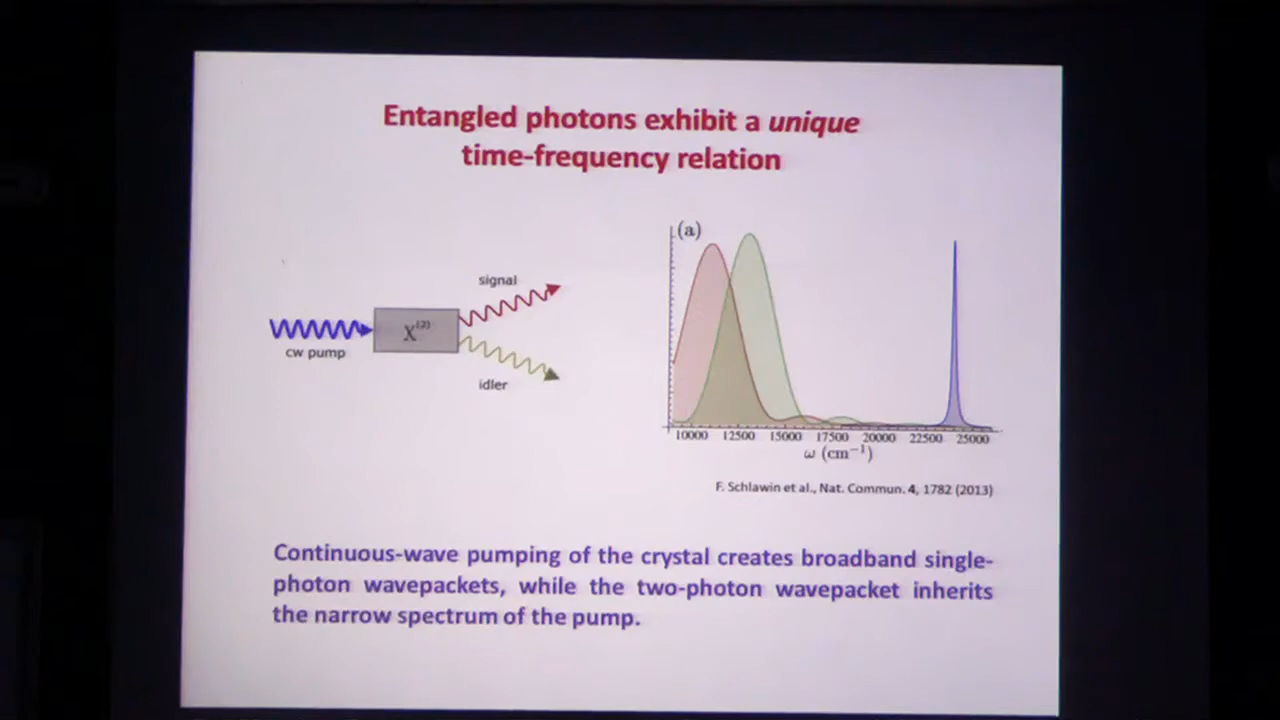 Entangled photons exhibit a unique
time-frequency relation
signal
cw pump
X(2)
idler
(a)
10000 12500 15000 17500 20000 22500 25000
ω (cm−1)
F. Schlawin et al., Nat. Commun. 4, 1782 (2013)
Continuous-wave pumping of the crystal creates broadband single-
photon wavepackets, while the two-photon wavepacket inherits
the narrow spectrum of the pump.